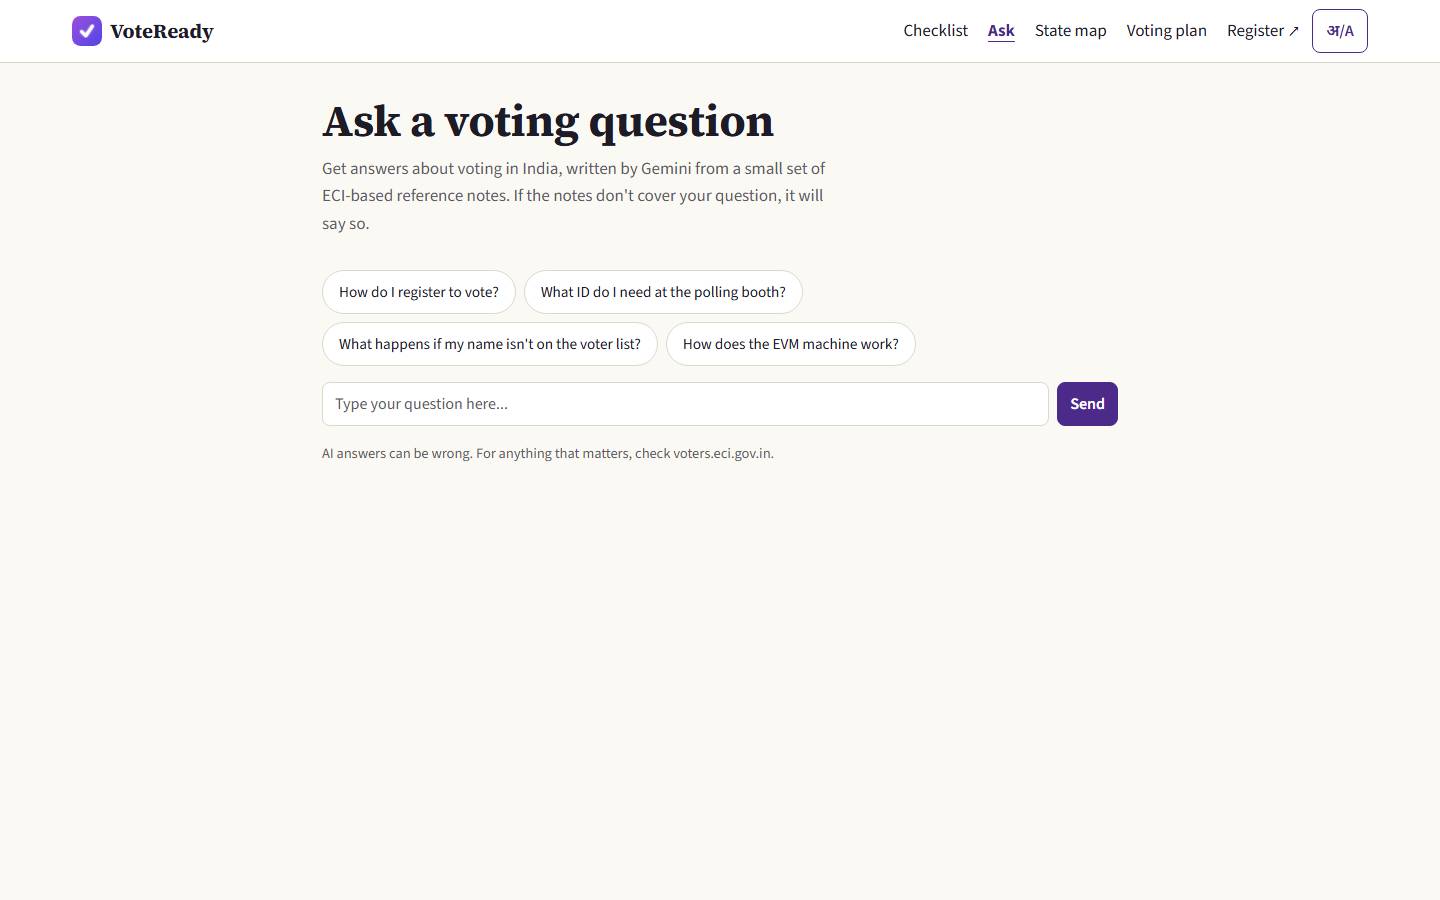 VoteReady
Checklist
Ask
State map
Voting plan
Register ↗
अ/A
Ask a voting question
Get answers about voting in India, written by Gemini from a small set of
ECI-based reference notes. If the notes don't cover your question, it will
say so.
How do I register to vote?
What ID do I need at the polling booth?
What happens if my name isn't on the voter list?
How does the EVM machine work?
Type your question here...
Send
AI answers can be wrong. For anything that matters, check voters.eci.gov.in.